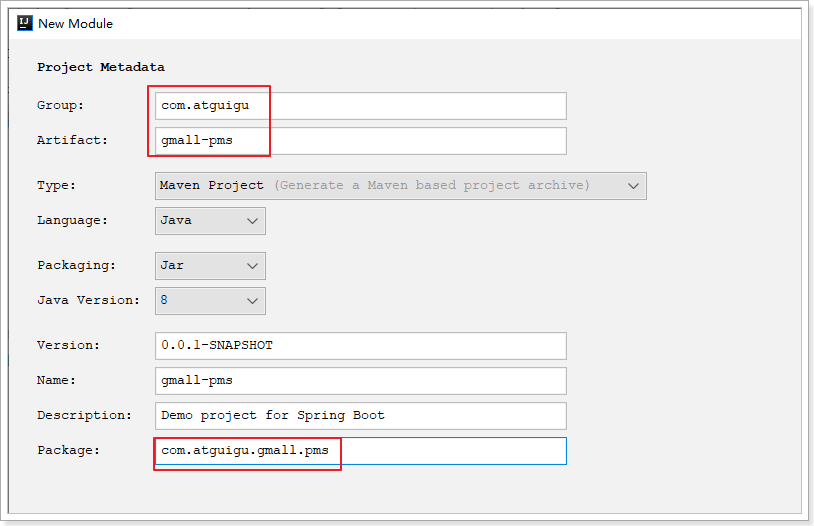 IJ New Module
Project Metadata
Group: com.atguigu
Artifact: gmall-pms
Type: Maven Project (Generate a Maven based project archive)
Language: Java
Packaging: Jar
Java Version: 8
Version: 0.0.1-SNAPSHOT
Name: gmall-pms
Description: Demo project for Spring Boot
Package: com.atguigu.gmall.pms